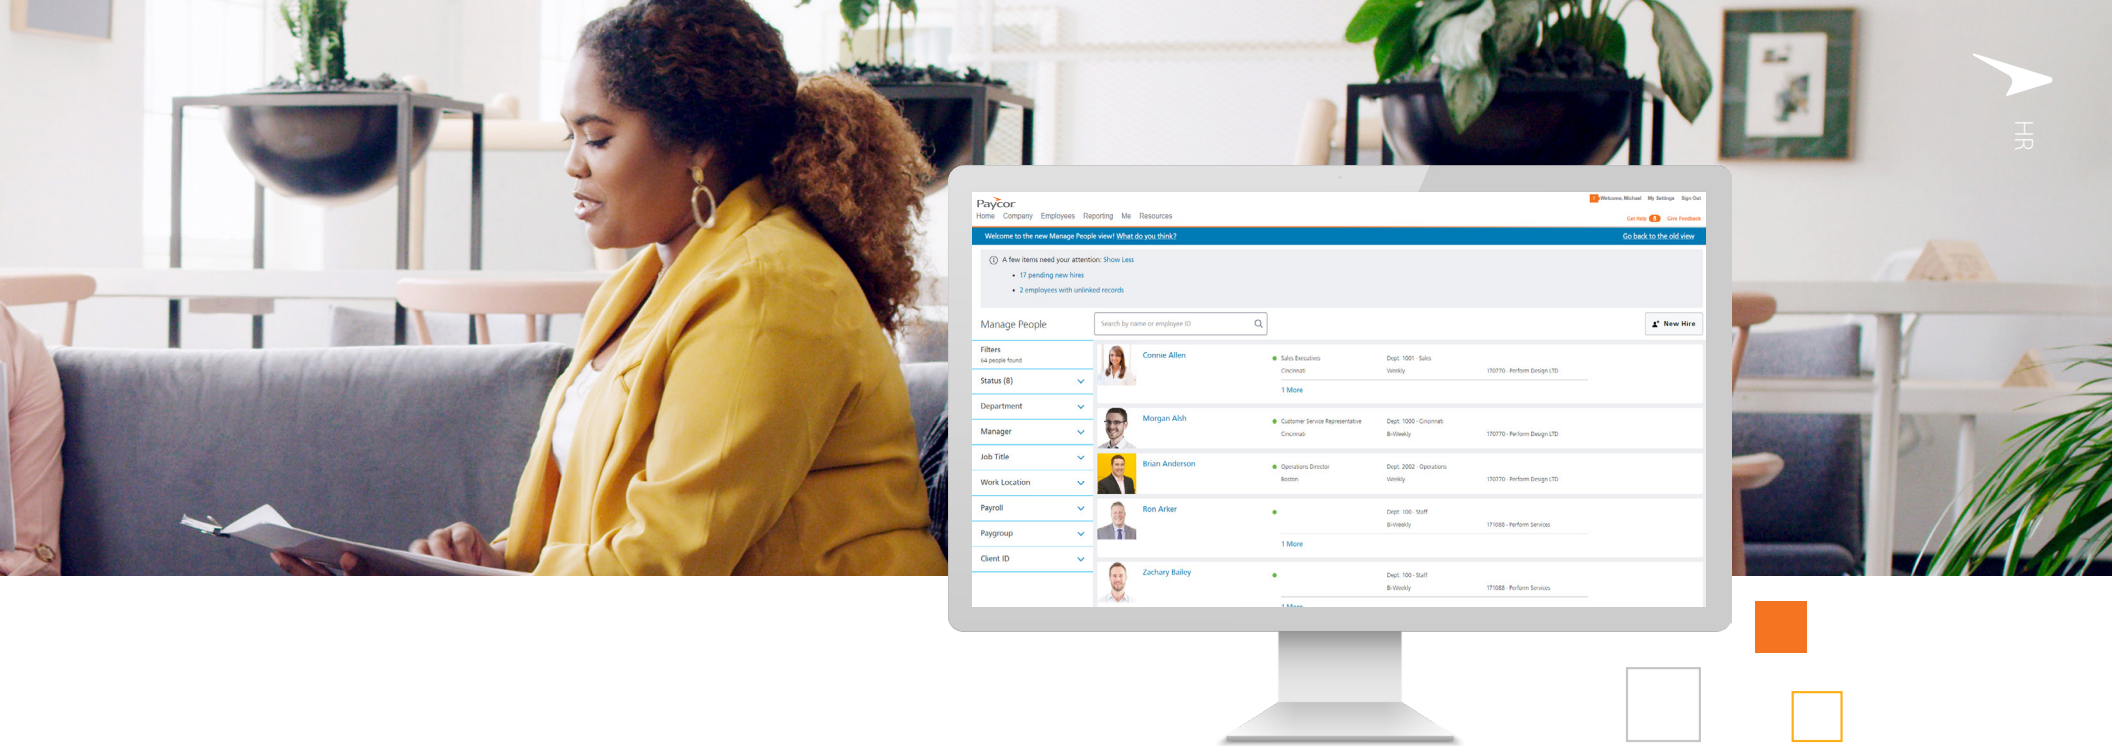 HR
Paycor
Welcome, Michael My Settings Sign Out
Home Company Employees Reporting Me Resources
Get Help Give Feedback
Welcome to the new Manage People view! What do you think? Go back to the old view
A few items need your attention: Show Less
• 17 pending new hires
• 2 employees with unlinked records
Manage People
Search by name or employee ID
New Hire
Filters
64 people found
Status (8)
Department
Manager
Job Title
Work Location
Payroll
Paygroup
Client ID
Connie Allen
Sales Executives Dept: 1001 - Sales
Cincinnati Weekly 170770 - Perform Design LTD
1 More
Morgan Alsh
Customer Service Representative Dept: 1000 - Cincinnati
Cincinnati Bi-Weekly 170770 - Perform Design LTD
Brian Anderson
Operations Director Dept: 2002 - Operations
Boston Weekly 170770 - Perform Design LTD
Ron Arker
Dept: 100 - Staff
Bi-Weekly 171088 - Perform Services
1 More
Zachary Bailey
Dept: 100 - Staff
Bi-Weekly 171088 - Perform Services
1 More